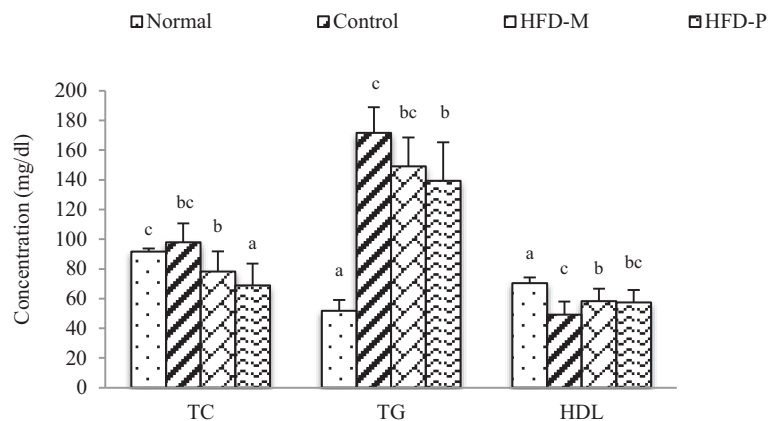 Normal Control HFD-M HFD-P
200
180
160
140
120
100
80
60
40
20
0
Concentration (mg/dl)
c bc b a
a c bc b
a c b bc
TC TG HDL